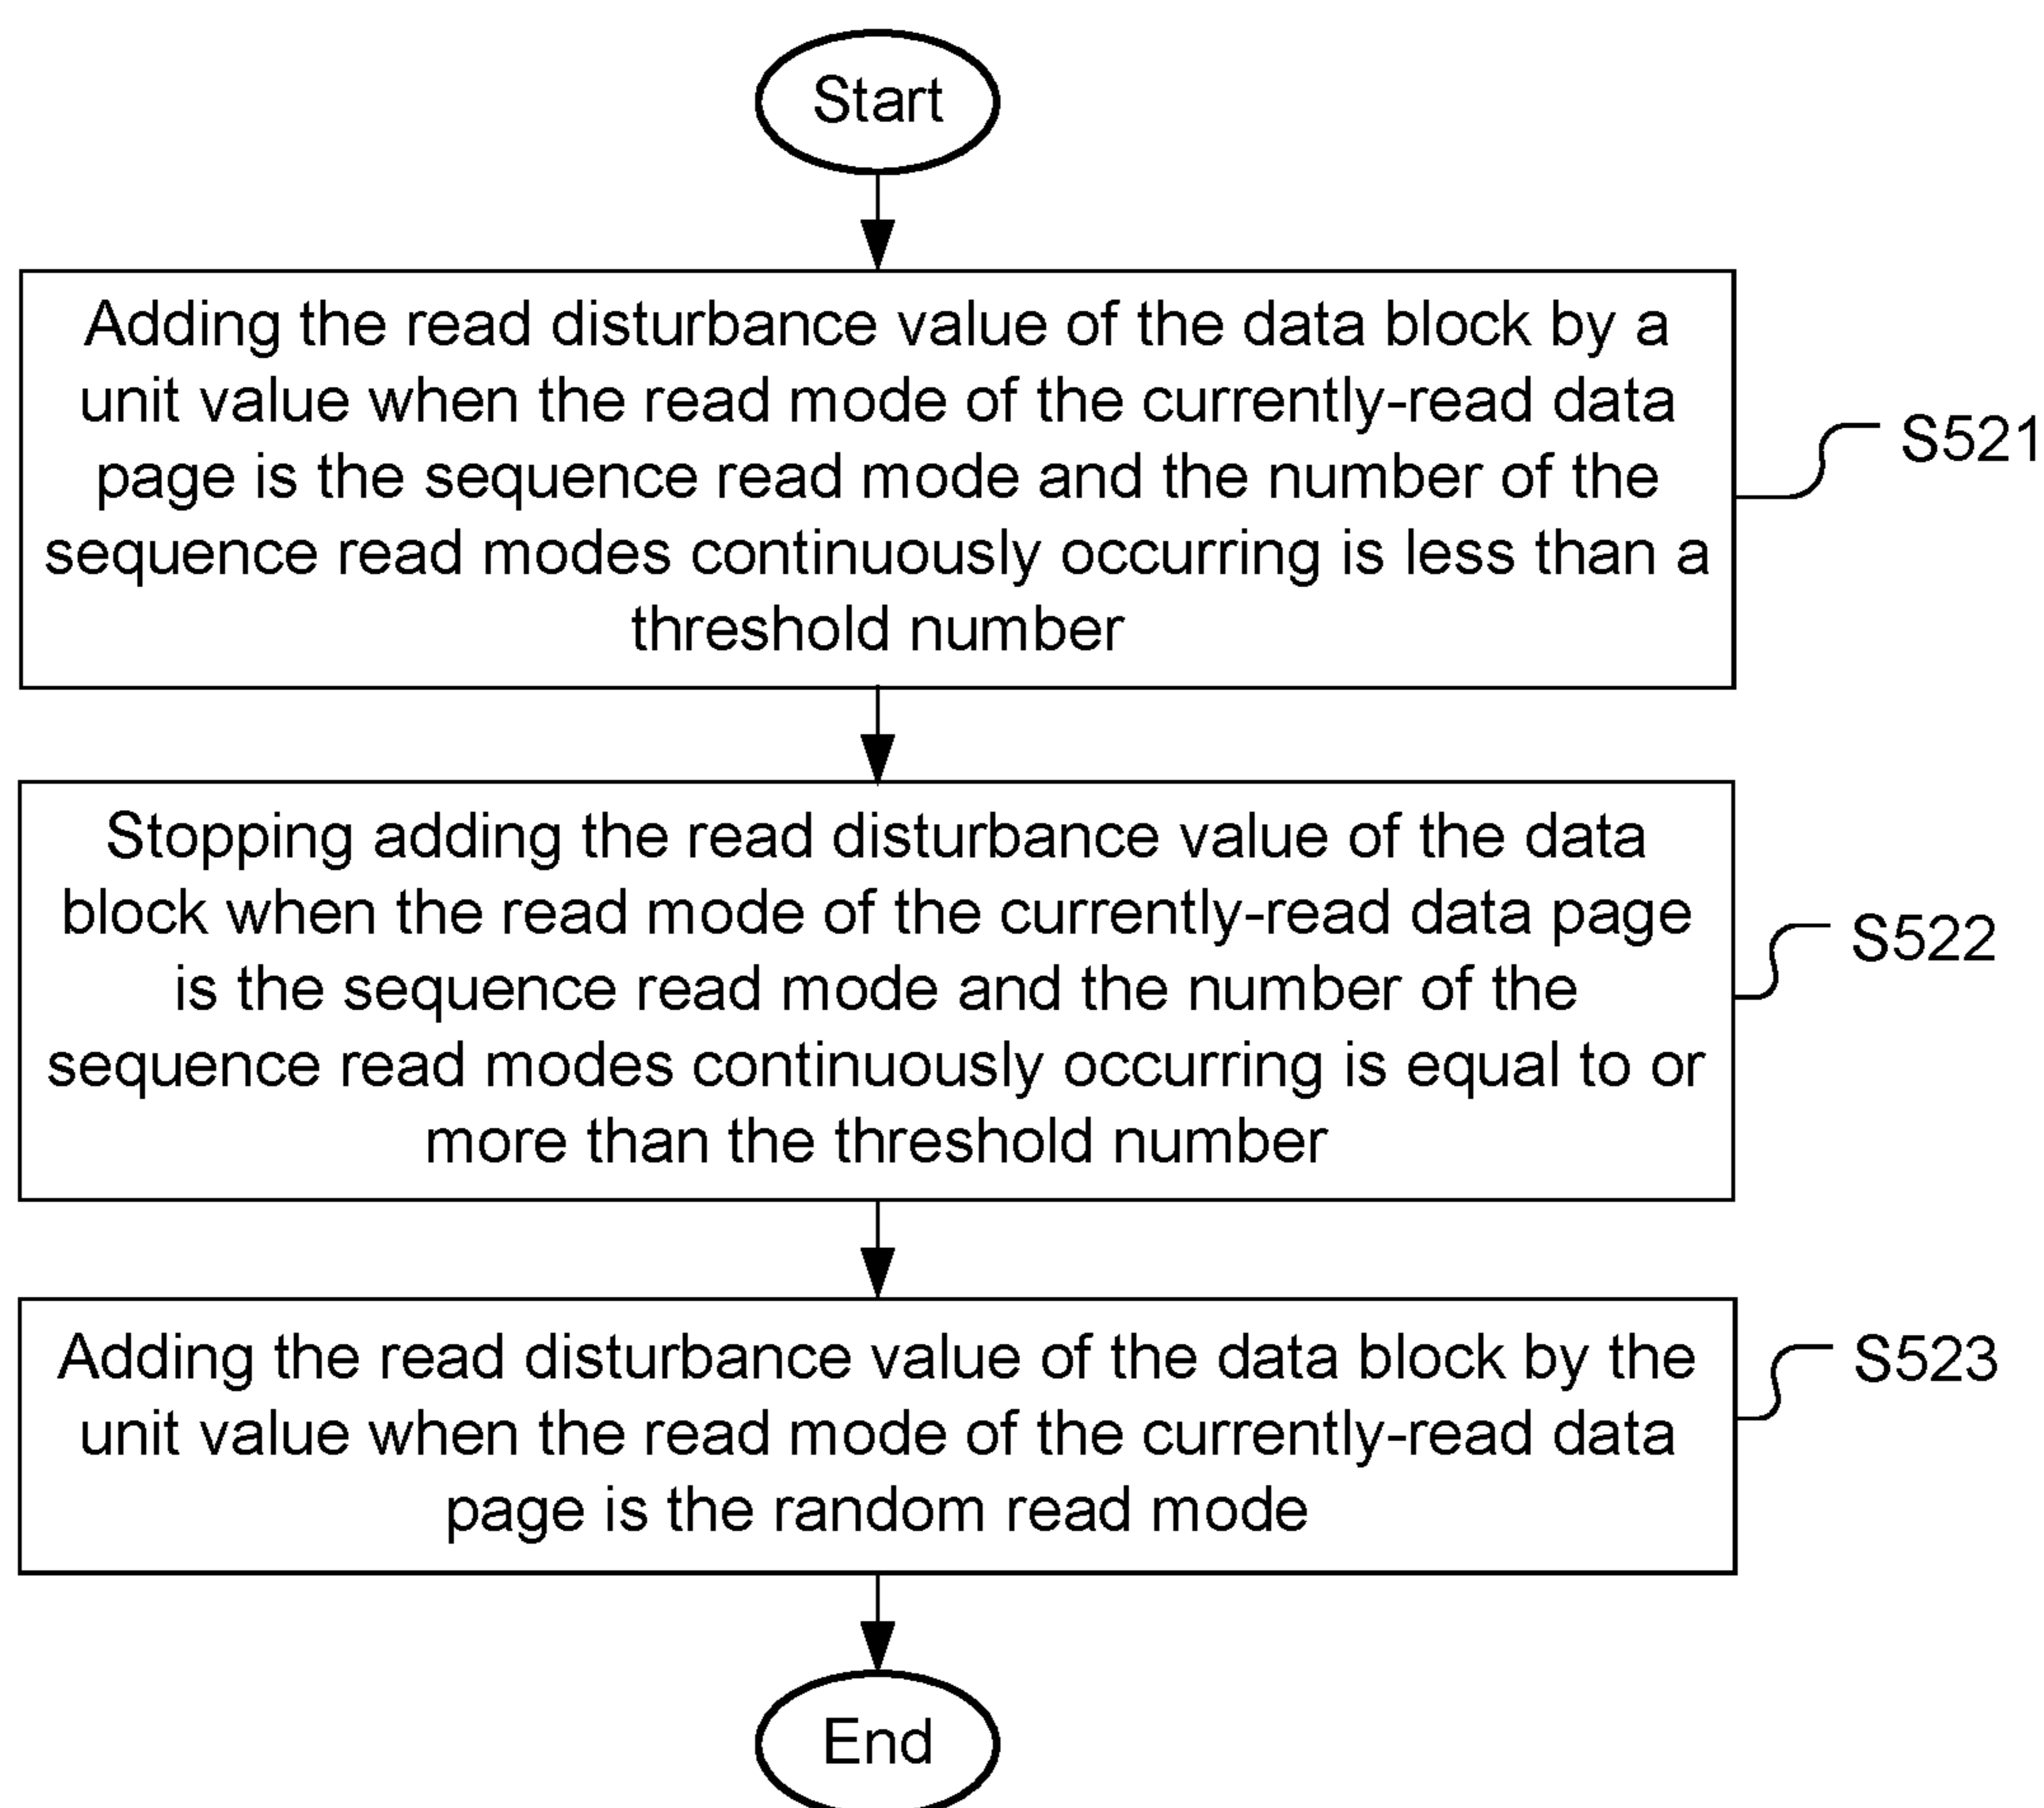 Start
Adding the read disturbance value of the data block by a
unit value when the read mode of the currently-read data
page is the sequence read mode and the number of the
sequence read modes continuously occurring is less than a
threshold number
S521
Stopping adding the read disturbance value of the data
block when the read mode of the currently-read data page
is the sequence read mode and the number of the
sequence read modes continuously occurring is equal to or
more than the threshold number
S522
Adding the read disturbance value of the data block by the
unit value when the read mode of the currently-read data
page is the random read mode
S523
End